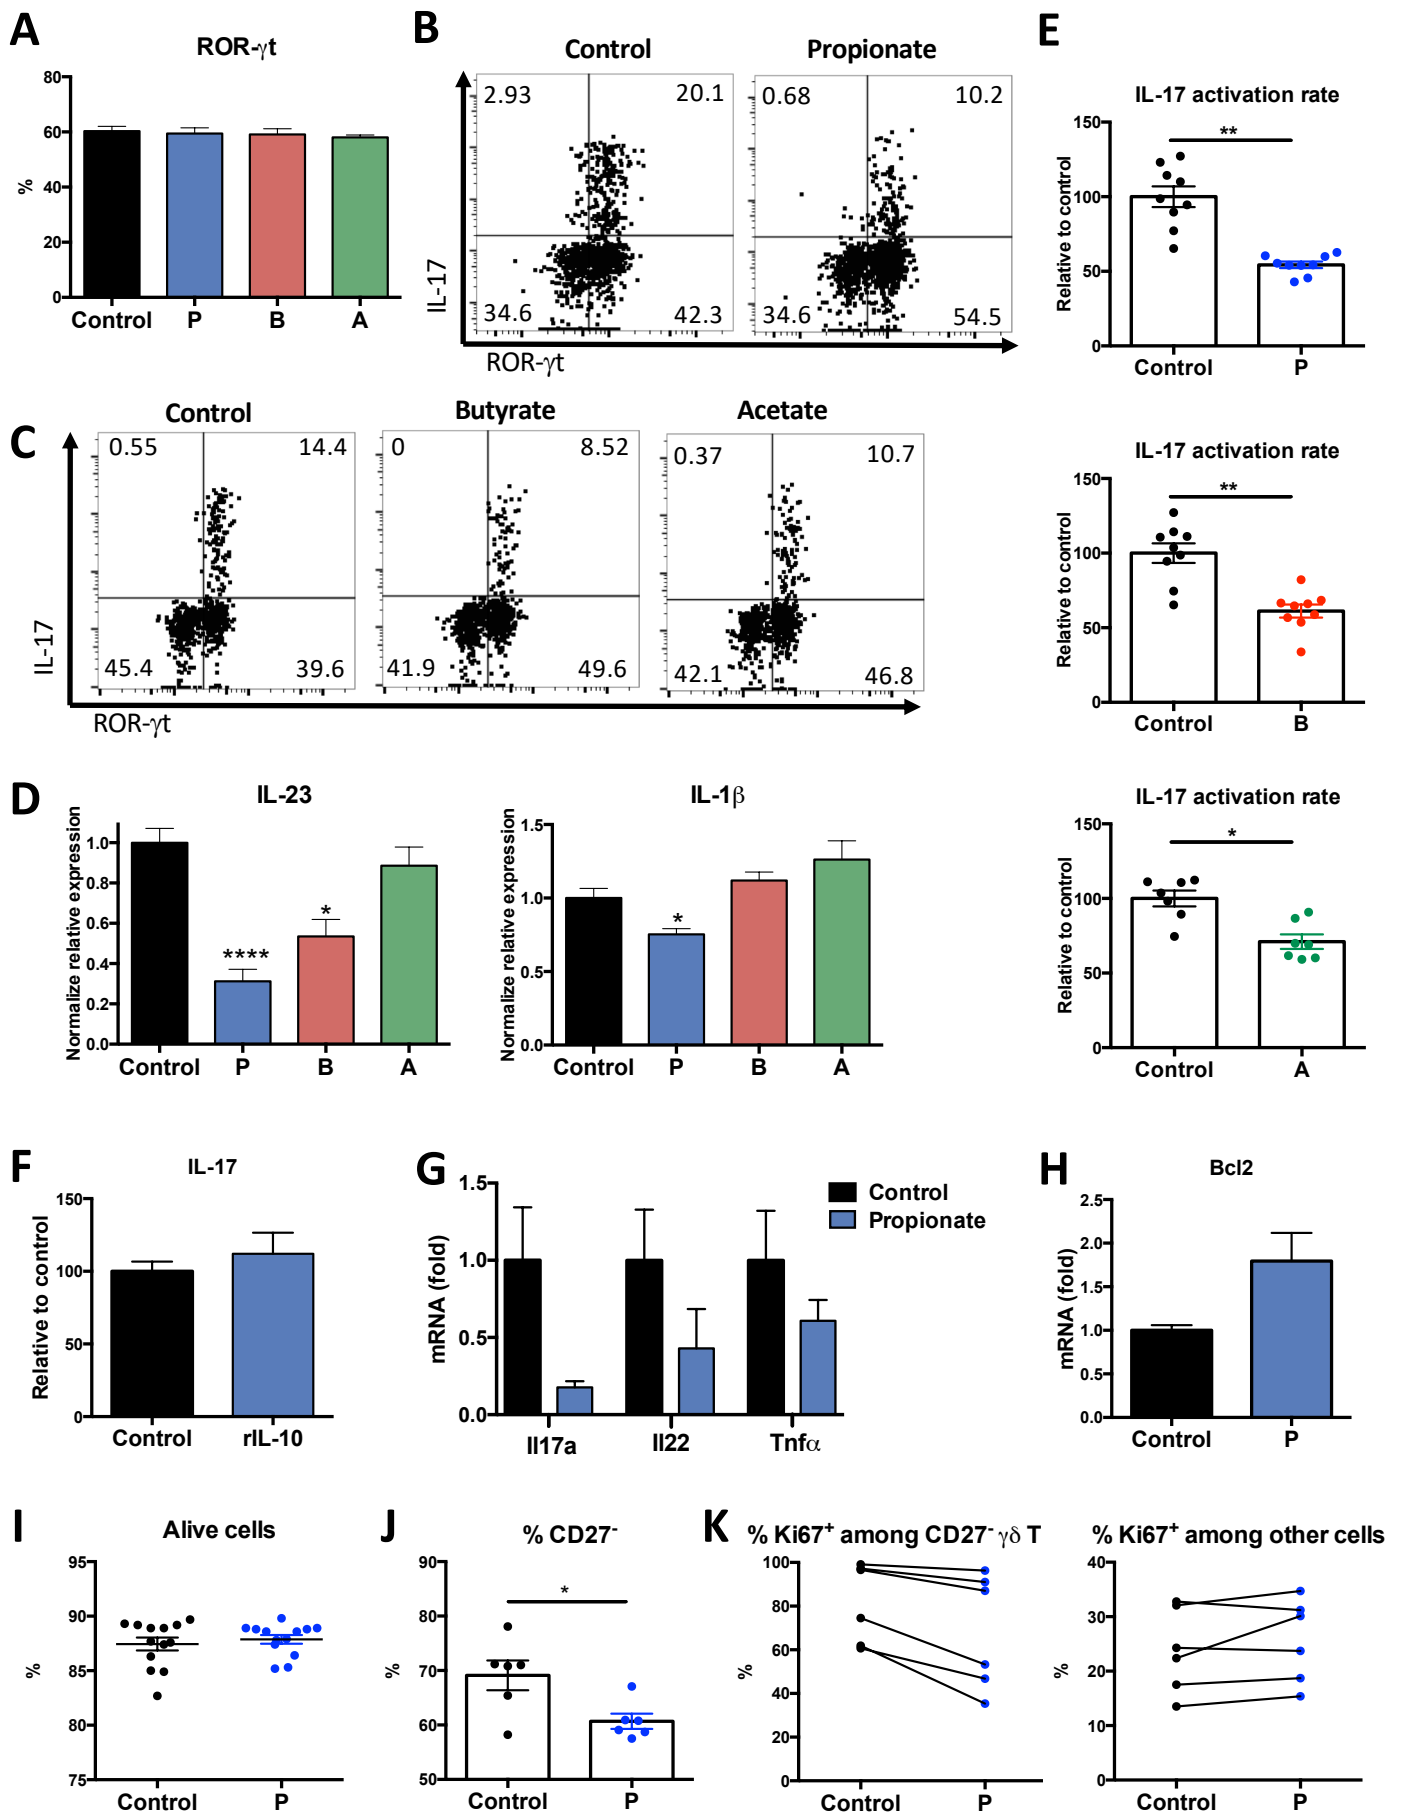 A
ROR-γt
%
80
60
40
20
0
Control P B A
B
Control
Propionate
2.93 20.1
34.6 42.3
0.68 10.2
34.6 54.5
IL-17
ROR-γt
C
Control
Butyrate
Acetate
0.55 14.4
45.4 39.6
0 8.52
41.9 49.6
0.37 10.7
42.1 46.8
IL-17
ROR-γt
E
IL-17 activation rate
Relative to control
150
100
50
0
**
Control P
IL-17 activation rate
Relative to control
150
100
50
0
**
Control B
IL-17 activation rate
Relative to control
150
100
50
0
*
Control A
D
IL-23
Normalize relative expression
1.0
0.8
0.6
0.4
0.2
0.0
****
*
Control P B A
IL-1β
Normalize relative expression
1.5
1.0
0.5
0.0
*
Control P B A
F
IL-17
Relative to control
150
100
50
0
Control rIL-10
G
mRNA (fold)
1.5
1.0
0.5
0.0
Il17a Il22 Tnfα
Control
Propionate
H
Bcl2
mRNA (fold)
2.5
2.0
1.5
1.0
0.5
0.0
Control P
I
Alive cells
%
95
90
85
80
75
Control P
J
% CD27⁻
%
90
80
70
60
50
*
Control P
K
% Ki67⁺ among CD27⁻ γδ T
%
100
80
60
40
20
0
Control P
% Ki67⁺ among other cells
%
40
30
20
10
0
Control P